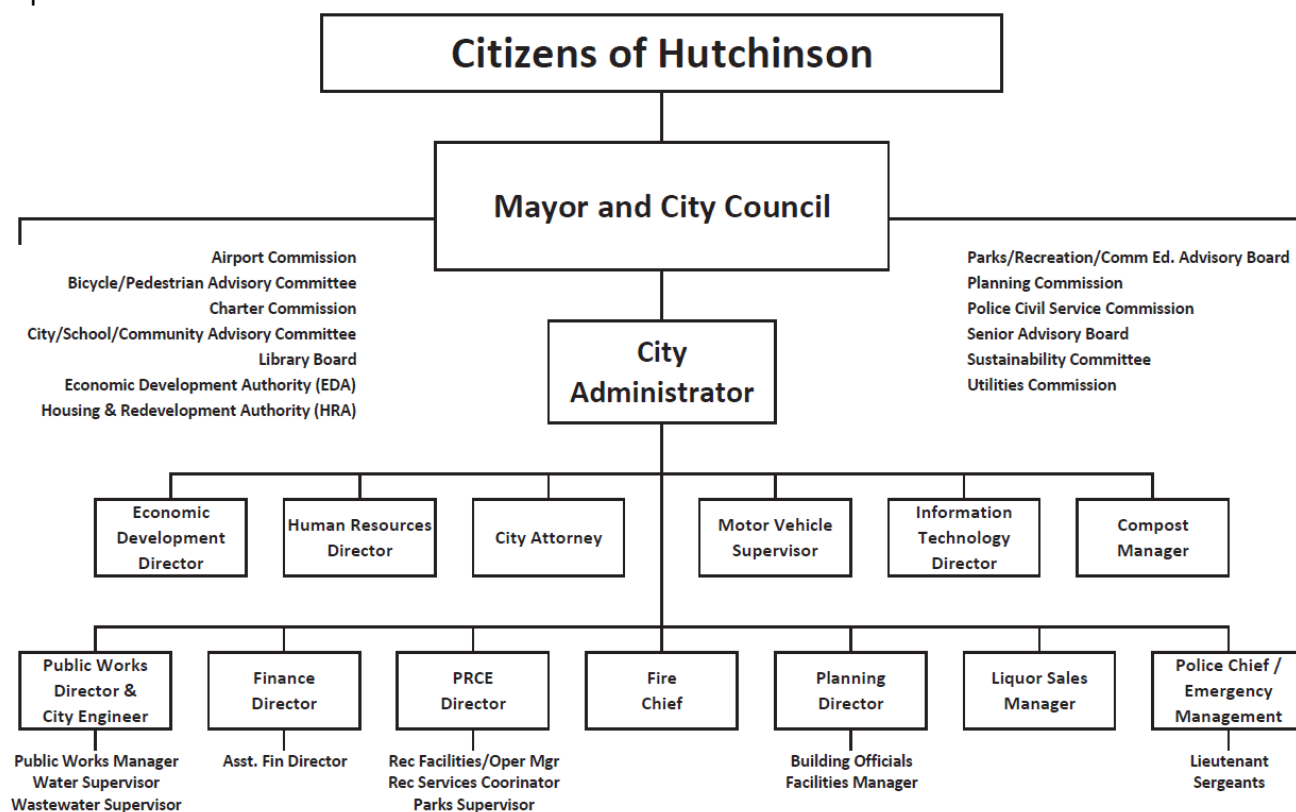 Citizens of Hutchinson
Mayor and City Council
Airport Commission
Bicycle/Pedestrian Advisory Committee
Charter Commission
City/School/Community Advisory Committee
Library Board
Economic Development Authority (EDA)
Housing & Redevelopment Authority (HRA)
Parks/Recreation/Comm Ed. Advisory Board
Planning Commission
Police Civil Service Commission
Senior Advisory Board
Sustainability Committee
Utilities Commission
City
Administrator
Economic
Development
Director
Human Resources
Director
City Attorney
Motor Vehicle
Supervisor
Information
Technology
Director
Compost
Manager
Public Works
Director &
City Engineer
Finance
Director
PRCE
Director
Fire
Chief
Planning
Director
Liquor Sales
Manager
Police Chief /
Emergency
Management
Public Works Manager
Water Supervisor
Wastewater Supervisor
Asst. Fin Director
Rec Facilities/Oper Mgr
Rec Services Coorinator
Parks Supervisor
Building Officials
Facilities Manager
Lieutenant
Sergeants